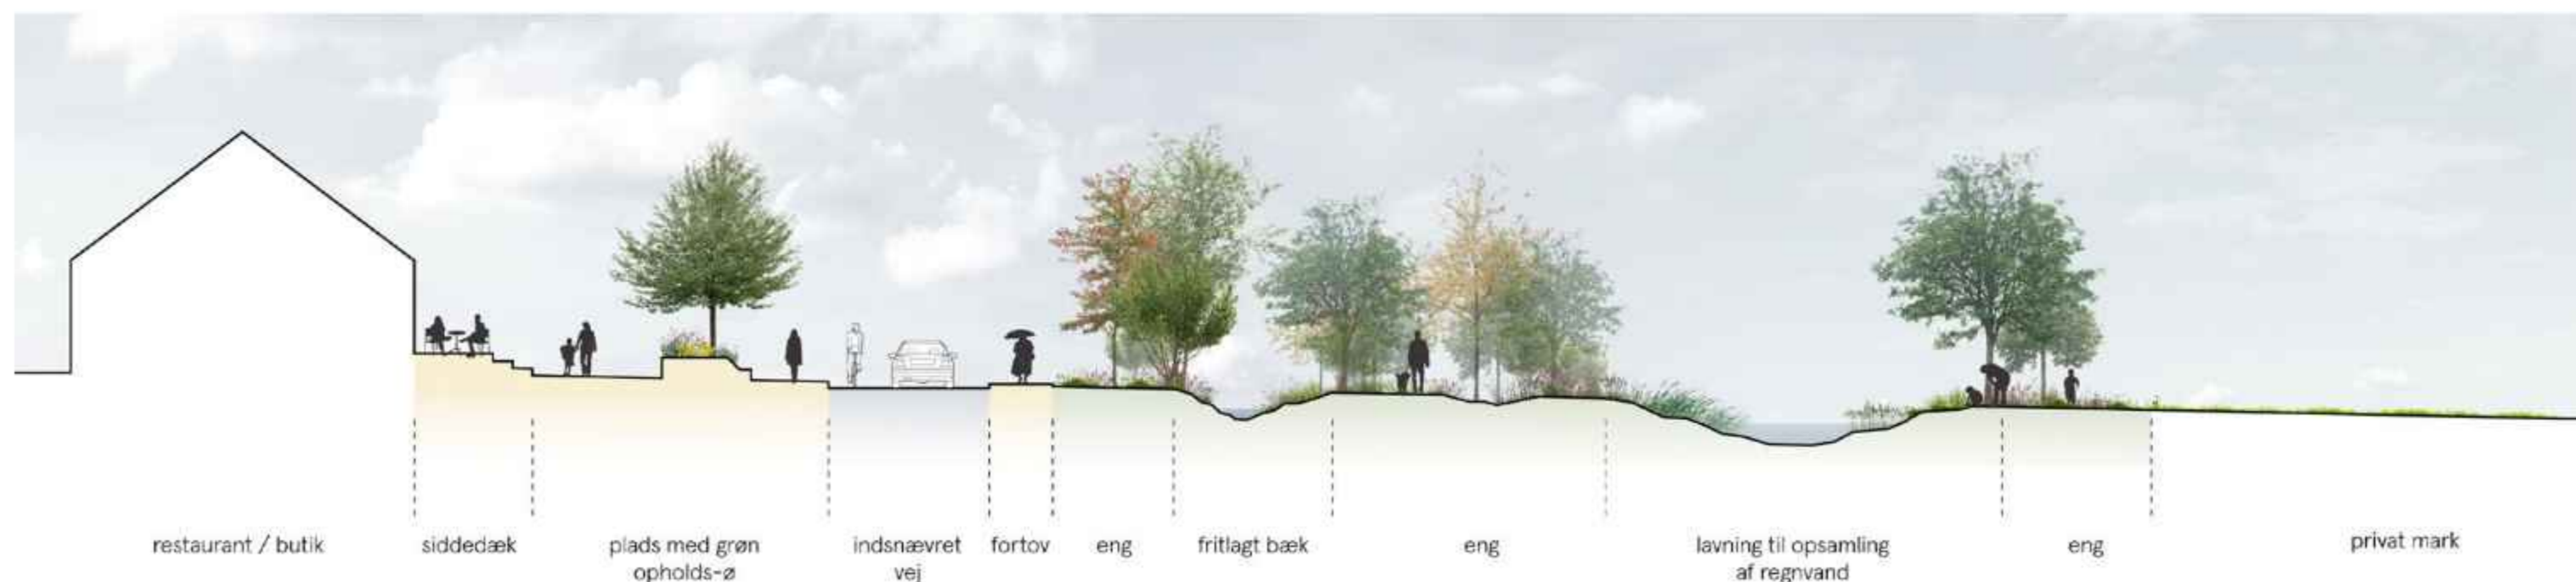 restaurant / butik
siddedæk
plads med grøn
opholds-ø
indsnævret
vej
fortov
eng
fritlagt bæk
eng
lavning til opsamling
af regnvand
eng
privat mark